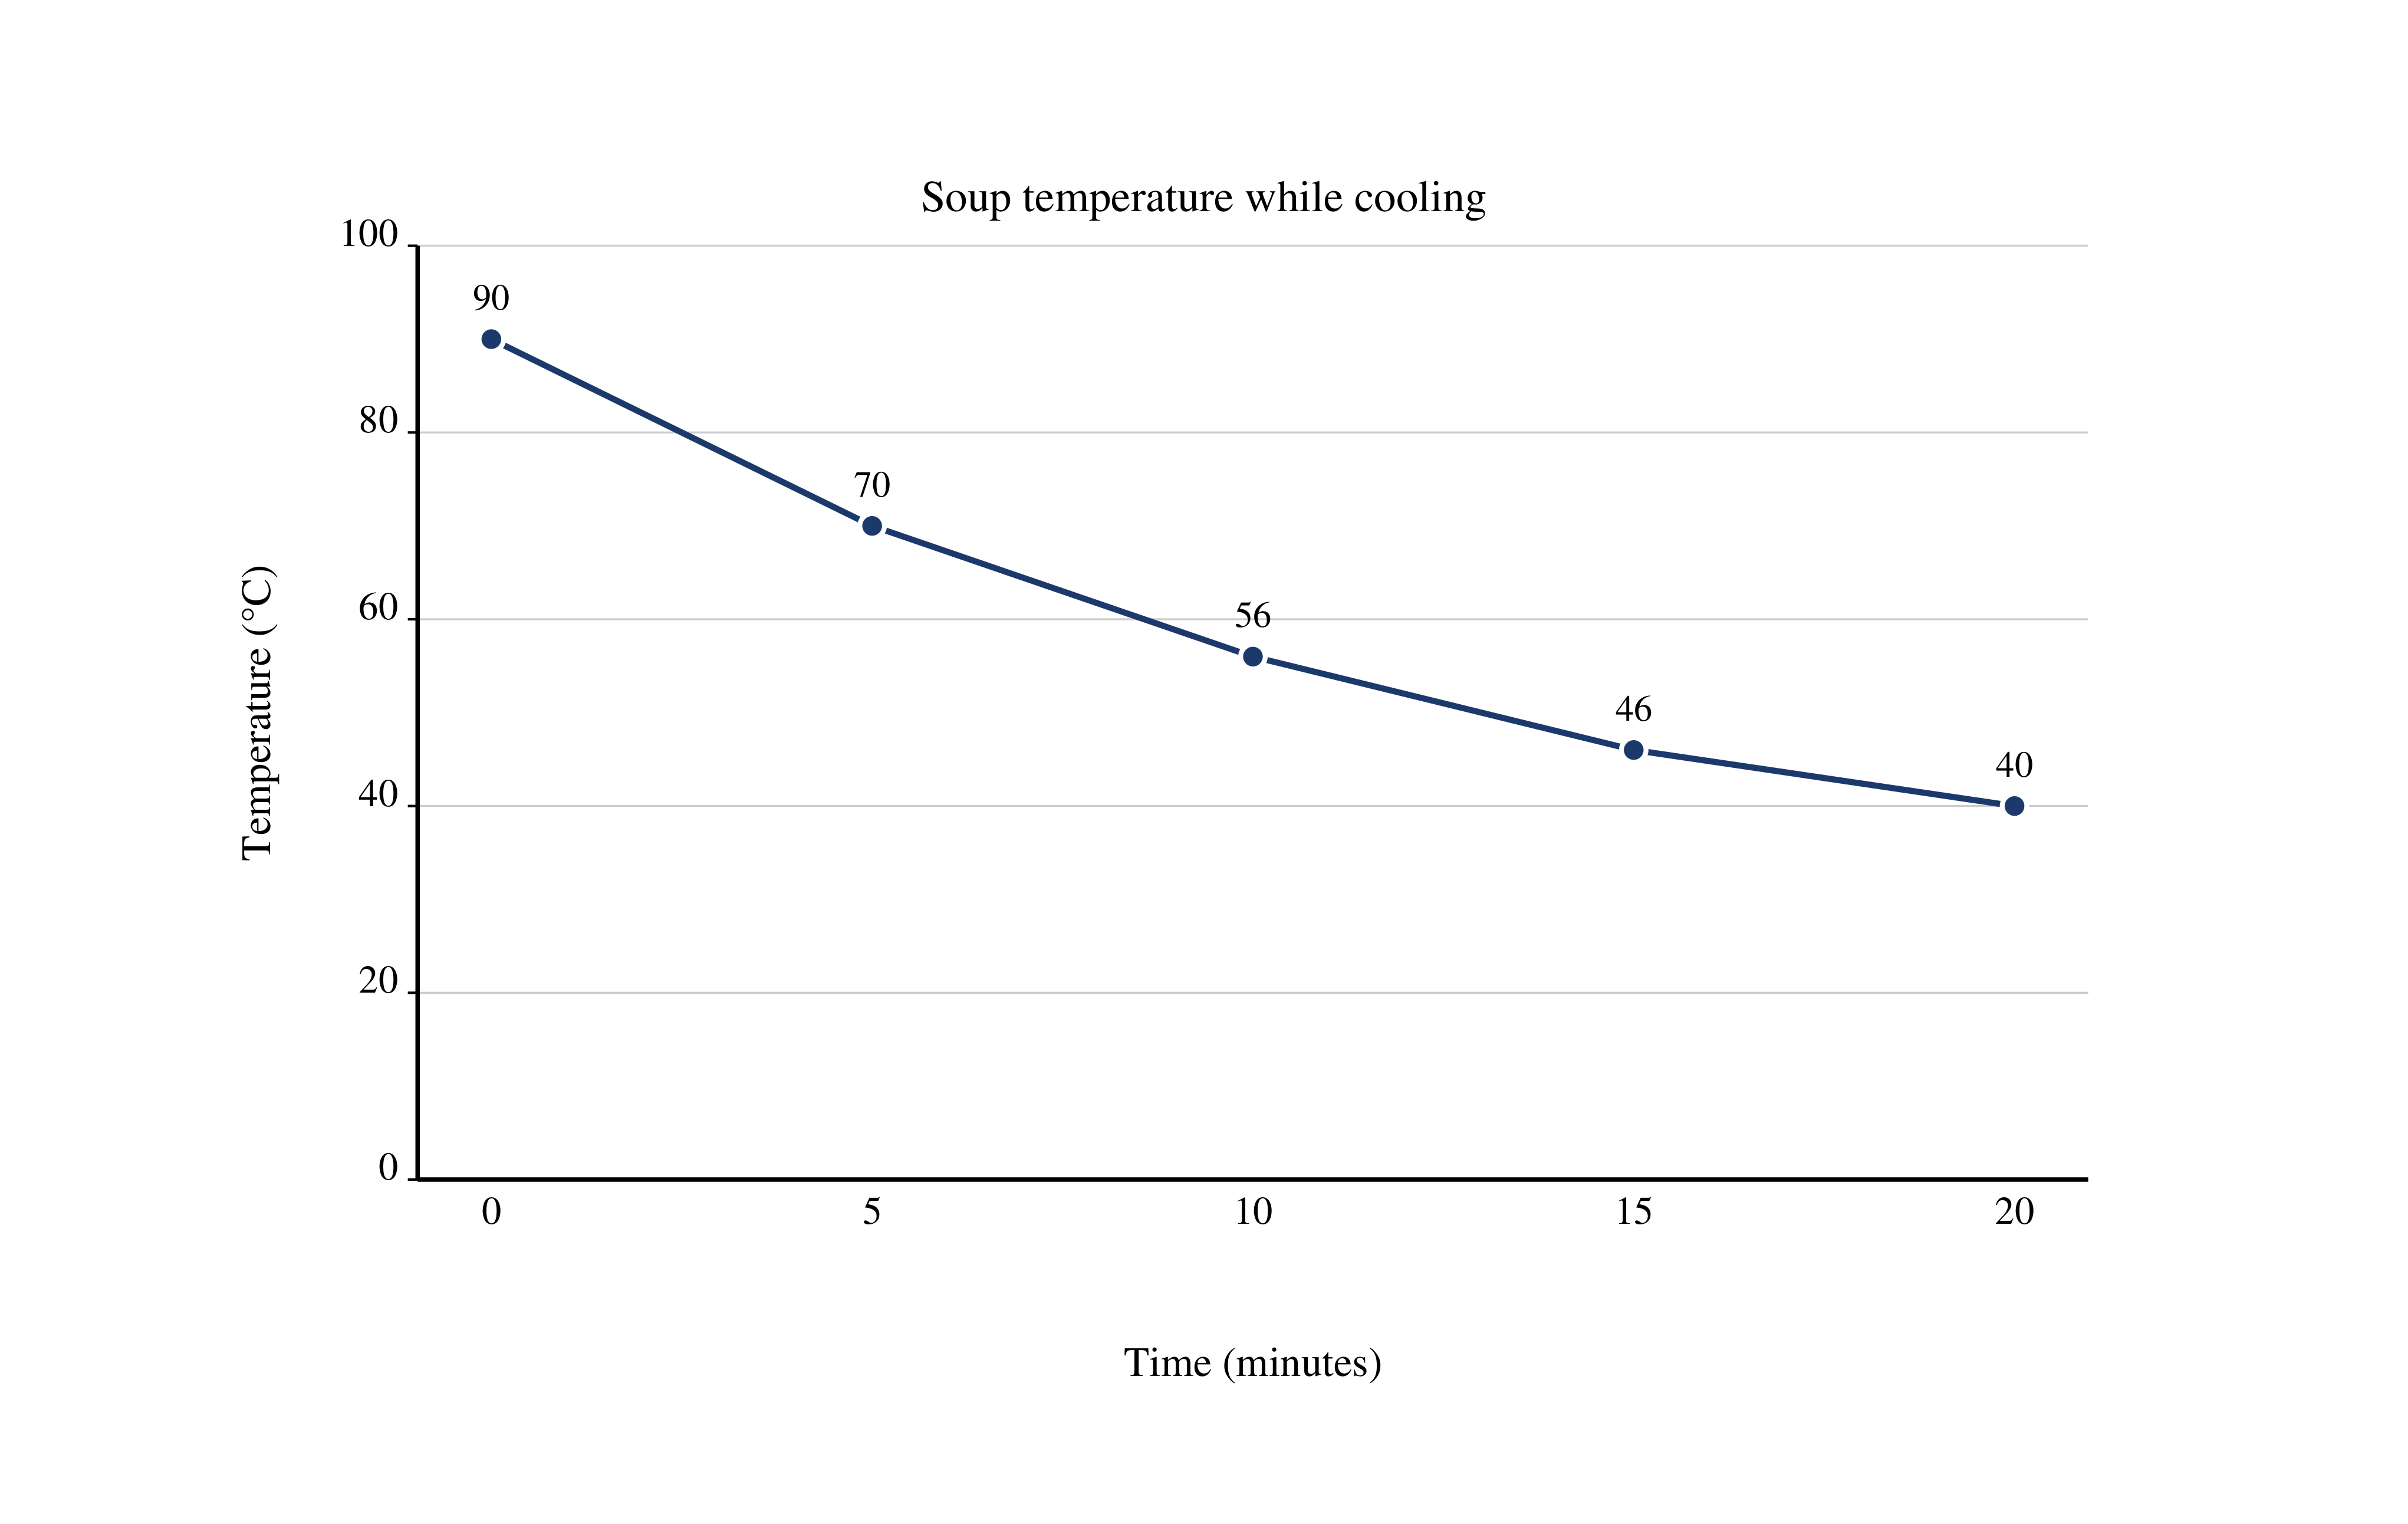 Soup temperature while cooling
100
80
60
40
20
0
Temperature (°C)
90
70
56
46
40
0 5 10 15 20
Time (minutes)